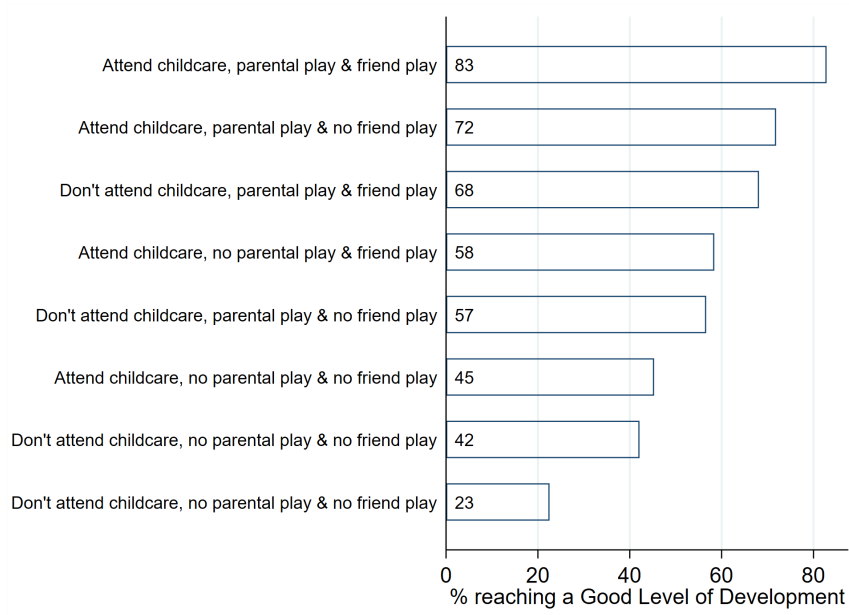 Attend childcare, parental play & friend play 83
Attend childcare, parental play & no friend play 72
Don't attend childcare, parental play & friend play 68
Attend childcare, no parental play & friend play 58
Don't attend childcare, parental play & no friend play 57
Attend childcare, no parental play & no friend play 45
Don't attend childcare, no parental play & no friend play 42
Don't attend childcare, no parental play & no friend play 23
0 20 40 60 80
% reaching a Good Level of Development